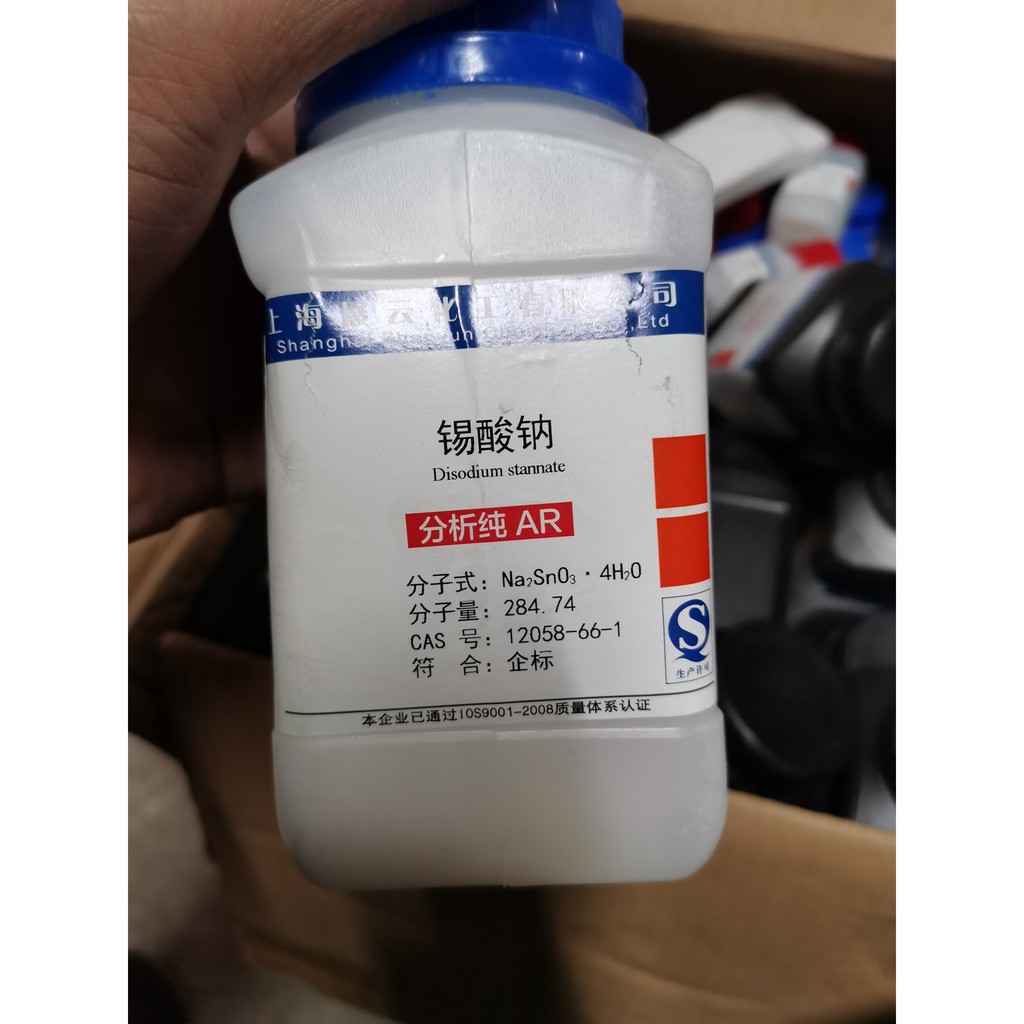 上海 云化工有限公司
Co.,Ltd
锡酸钠
Disodium stannate
分析纯 AR
分子式：Na₂SnO₃·4H₂O
分子量：284.74
CAS 号：12058-66-1
符 合：企标
生产许可
本企业已通过IOS9001-2008质量体系认证